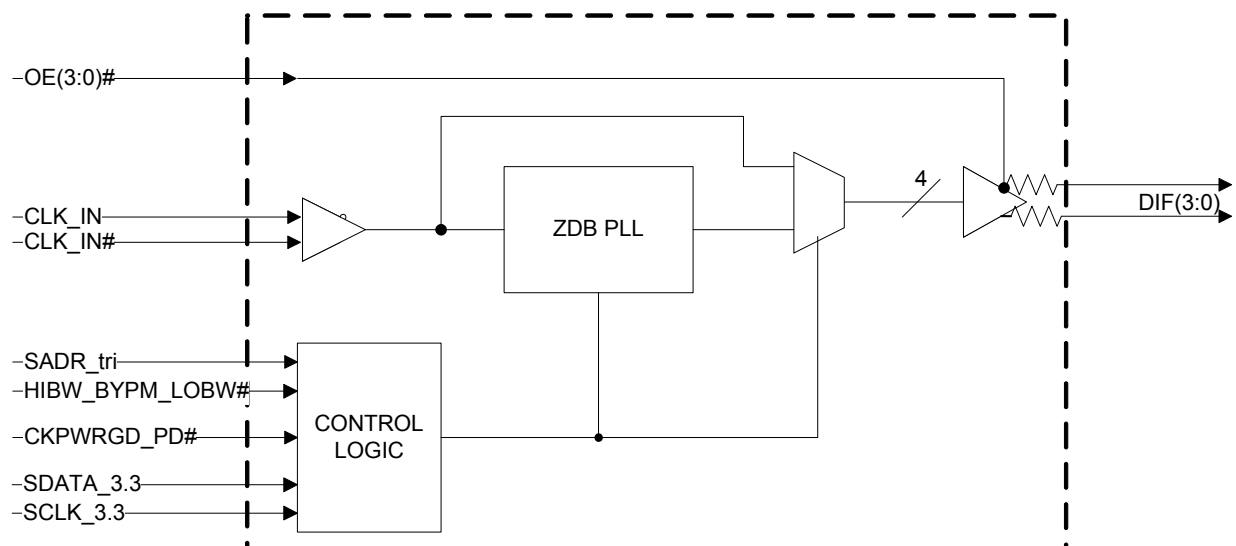 OE(3:0)#
4
CLK_IN
DIF(3:0)
CLK_IN#
ZDB PLL
SADR_tri
HIBW_BYPM_LOBW#
CKPWRGD_PD#
CONTROL
LOGIC
SDATA_3.3
SCLK_3.3